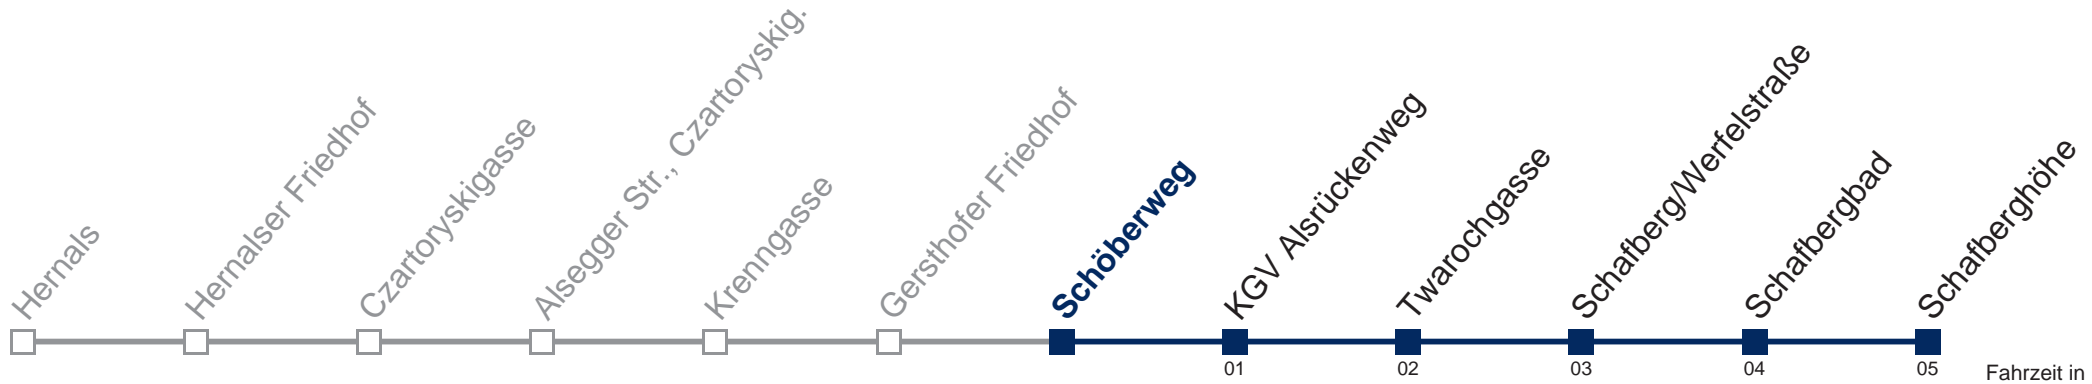 Hernals
Hernalser Friedhof
Czartoryskigasse
Alsegger Str., Czartoryskig.
Krenngasse
Gersthofer Friedhof
Schöberweg
KGV Alsrückenweg
Twarochgasse
Schafberg/Werfelstraße
Schafbergbad
Schafberghöhe
01
02
03
04
05
Fahrzeit in